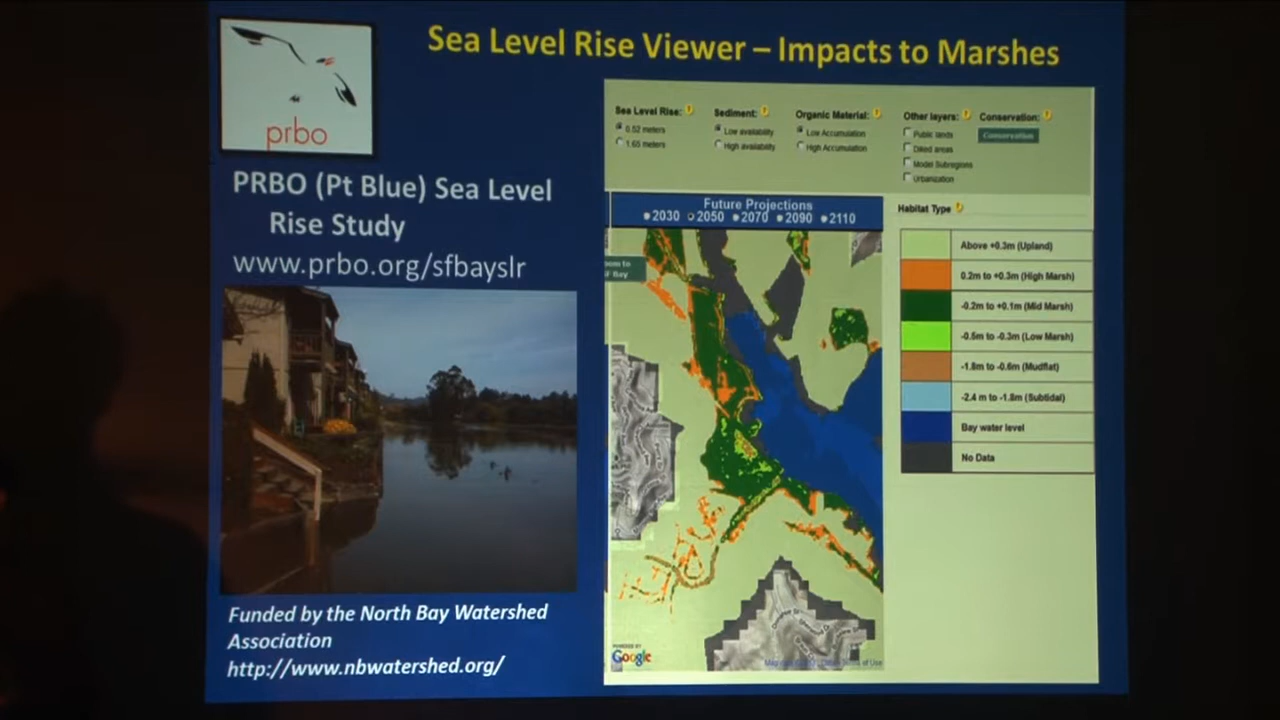 Sea Level Rise Viewer – Impacts to Marshes
prbo
PRBO (Pt Blue) Sea Level
Rise Study
www.prbo.org/sfbayslr
Funded by the North Bay Watershed
Association
http://www.nbwatershed.org/
Sea Level Rise:
0.52 meters
1.65 meters
Sediment:
Low availability
High availability
Organic Material:
Low Accumulation
High Accumulation
Other layers:
Public lands
Diked areas
Model Subregions
Urbanization
Conservation:
Conservation
Future Projections
2030 2050 2070 2090 2110
Habitat Type
Above +0.3m (Upland)
0.2m to +0.3m (High Marsh)
-0.2m to +0.1m (Mid Marsh)
-0.5m to -0.3m (Low Marsh)
-1.8m to -0.6m (Mudflat)
-2.4 m to -1.8m (Subtidal)
Bay water level
No Data
POWERED BY
Google
Terms of Use